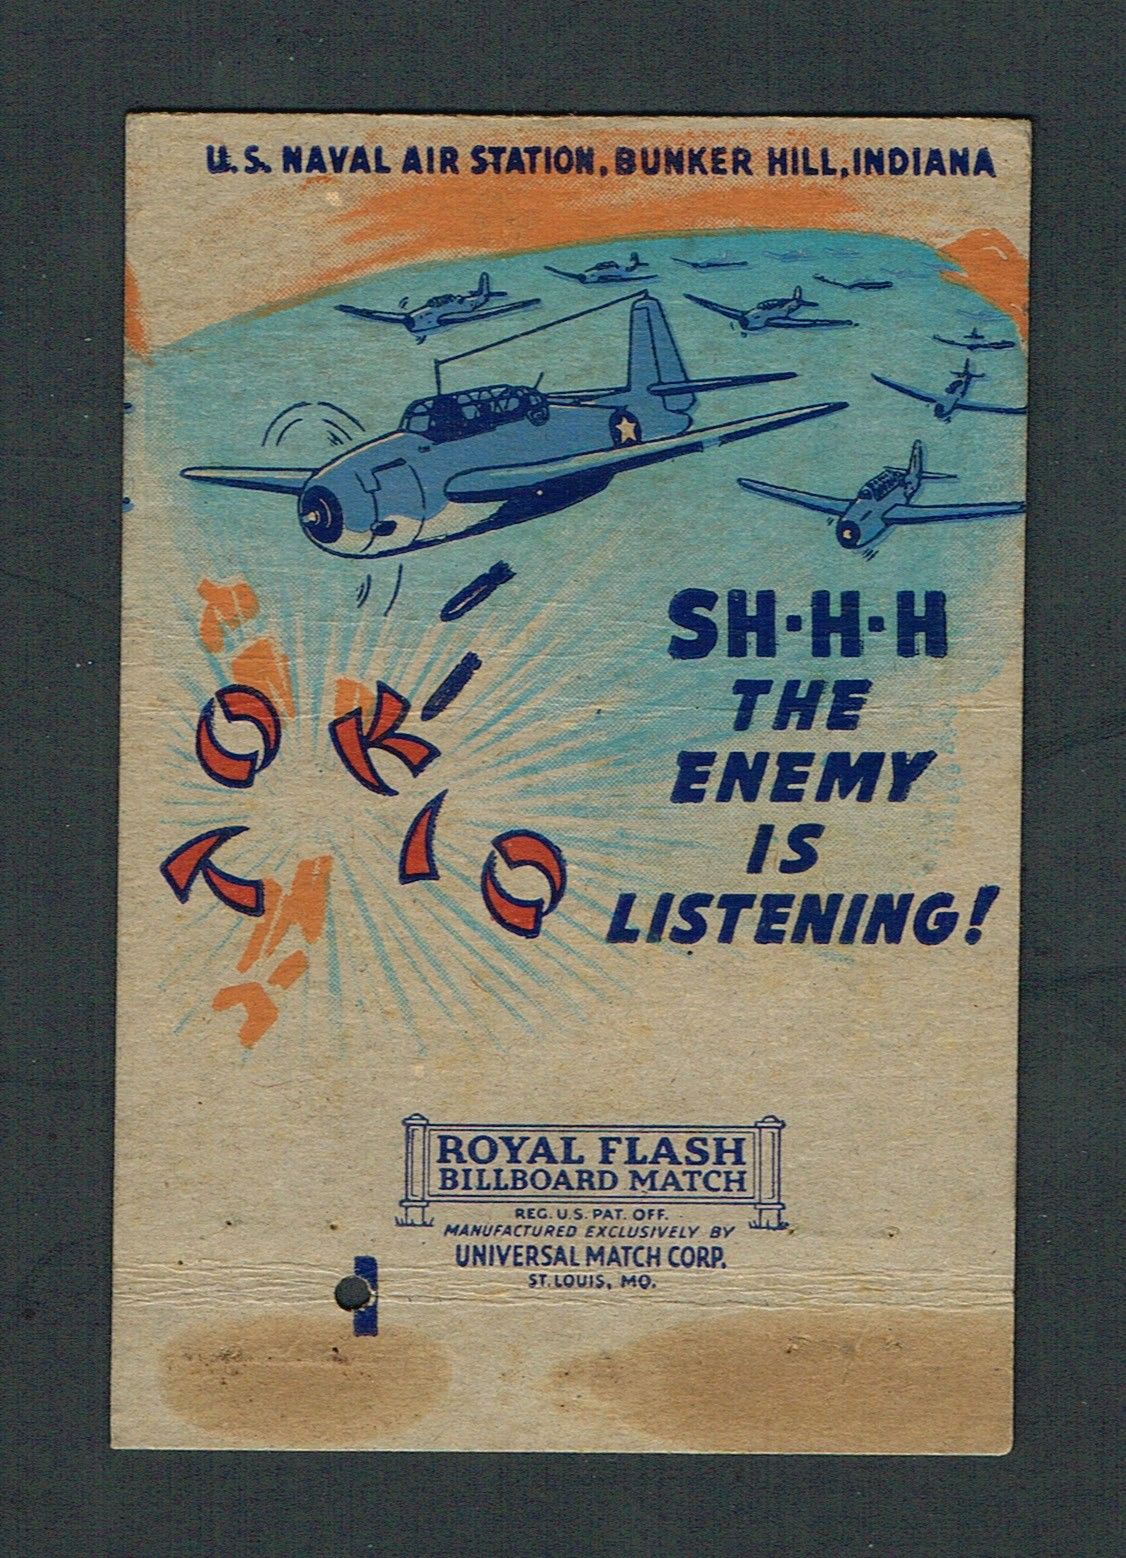 U.S. NAVAL AIR STATION, BUNKER HILL, INDIANA
TOKIO
SH·H·H
THE
ENEMY
IS
LISTENING!
ROYAL FLASH
BILLBOARD MATCH
REG. U.S. PAT. OFF.
MANUFACTURED EXCLUSIVELY BY
UNIVERSAL MATCH CORP.
ST. LOUIS, MO.